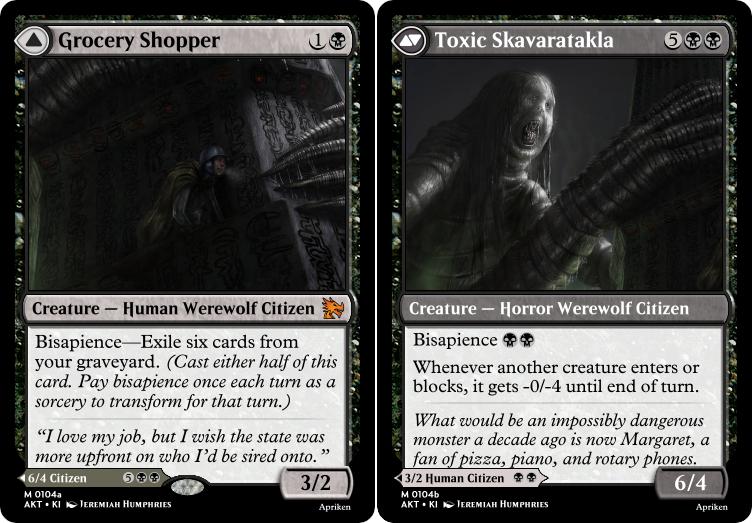 Grocery Shopper
1
Creature — Human Werewolf Citizen
Bisapience—Exile six cards from
your graveyard. (Cast either half of this
card. Pay bisapience once each turn as a
sorcery to transform for that turn.)
“I love my job, but I wish the state was
more upfront on who I’d be sired onto.”
6/4 Citizen 5
3/2
M 0104a
AKT • KI Jeremiah Humphries
Apriken
Toxic Skavaratakla
5
Creature — Horror Werewolf Citizen
Bisapience
Whenever another creature enters or
blocks, it gets -0/-4 until end of turn.
What would be an impossibly dangerous
monster a decade ago is now Margaret, a
fan of pizza, piano, and rotary phones.
3/2 Human Citizen
6/4
M 0104b
AKT • KI Jeremiah Humphries
Apriken